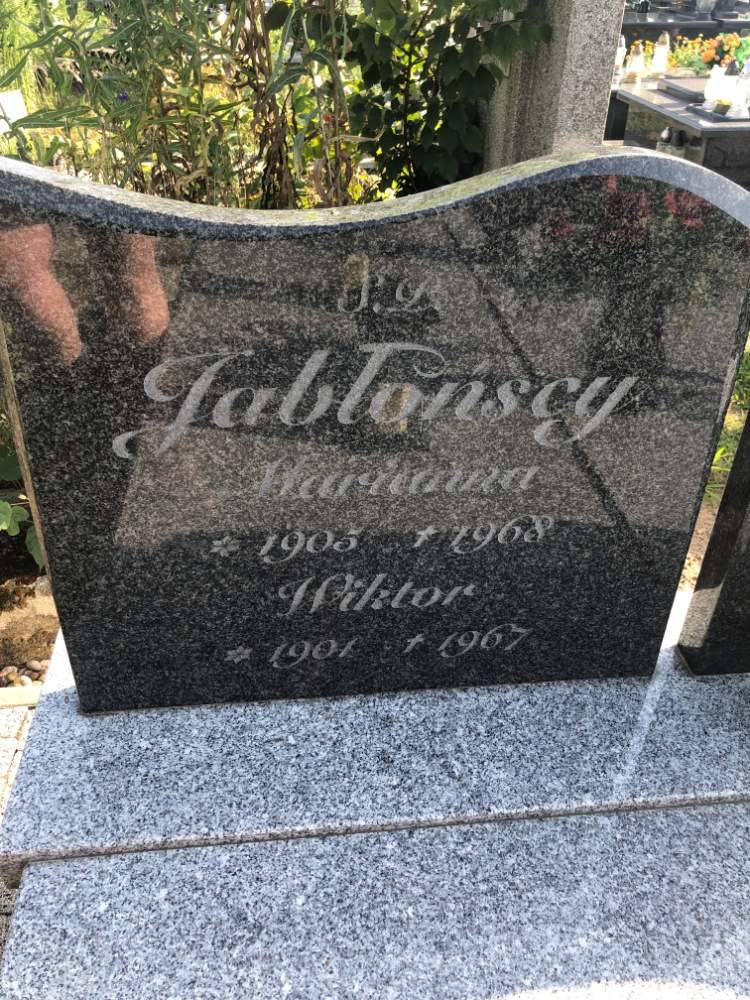 Ś.P.
Jabłońscy
Marianna
* 1905 † 1968
Wiktor
* 1901 † 1967